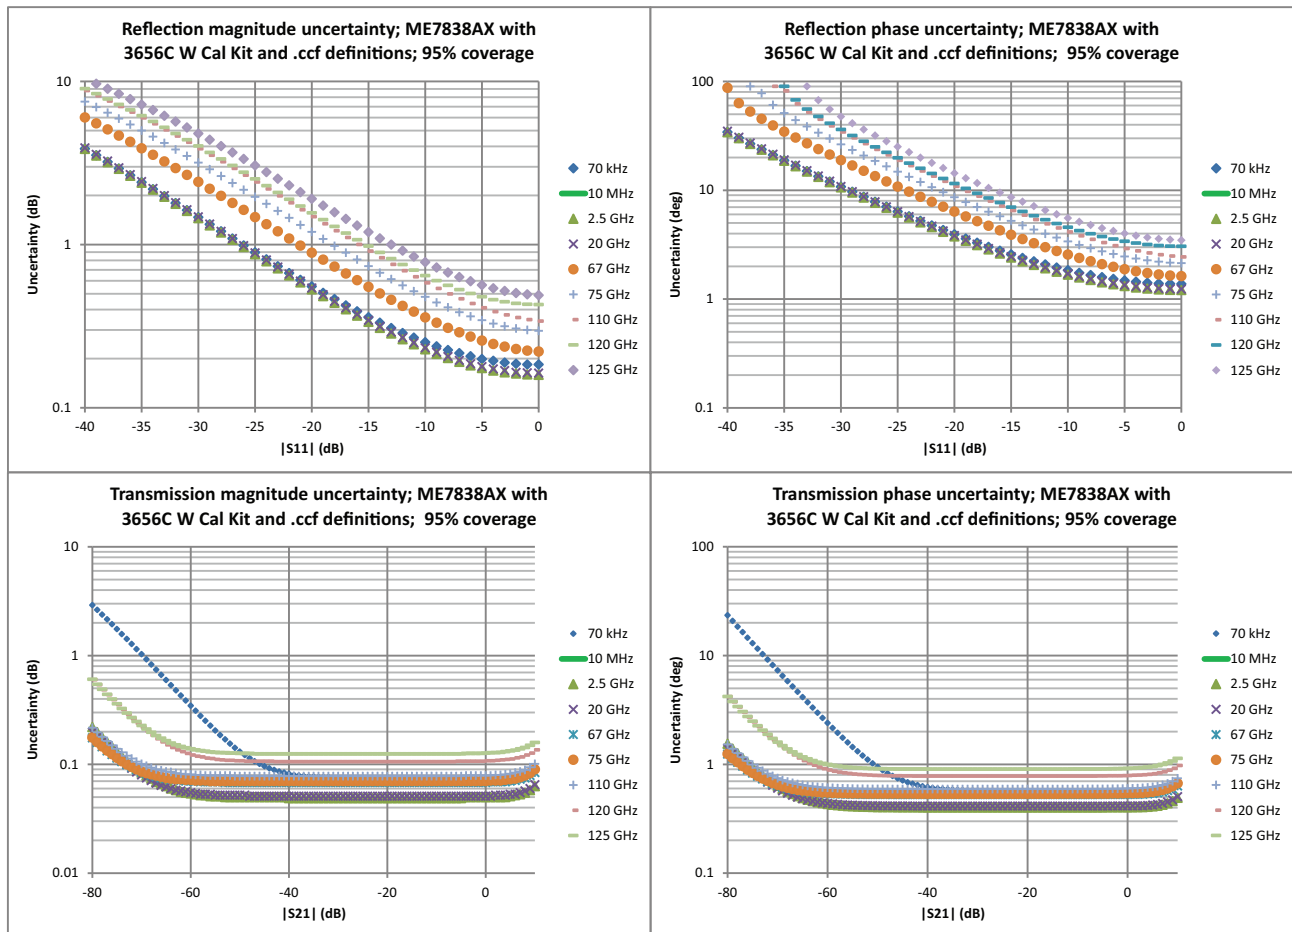 Reflection magnitude uncertainty; ME7838AX with
3656C W Cal Kit and .ccf definitions; 95% coverage
10
1
0.1
Uncertainty (dB)
-40 -35 -30 -25 -20 -15 -10 -5 0
|S11| (dB)
70 kHz
10 MHz
2.5 GHz
20 GHz
67 GHz
75 GHz
110 GHz
120 GHz
125 GHz
Reflection phase uncertainty; ME7838AX with
3656C W Cal Kit and .ccf definitions; 95% coverage
100
10
1
0.1
Uncertainty (deg)
-40 -35 -30 -25 -20 -15 -10 -5 0
|S11| (dB)
70 kHz
10 MHz
2.5 GHz
20 GHz
67 GHz
75 GHz
110 GHz
120 GHz
125 GHz
Transmission magnitude uncertainty; ME7838AX with
3656C W Cal Kit and .ccf definitions; 95% coverage
10
1
0.1
0.01
Uncertainty (dB)
-80 -60 -40 -20 0
|S21| (dB)
70 kHz
10 MHz
2.5 GHz
20 GHz
67 GHz
75 GHz
110 GHz
120 GHz
125 GHz
Transmission phase uncertainty; ME7838AX with
3656C W Cal Kit and .ccf definitions; 95% coverage
100
10
1
0.1
Uncertainty (deg)
-80 -60 -40 -20 0
|S21| (dB)
70 kHz
10 MHz
2.5 GHz
20 GHz
67 GHz
75 GHz
110 GHz
120 GHz
125 GHz